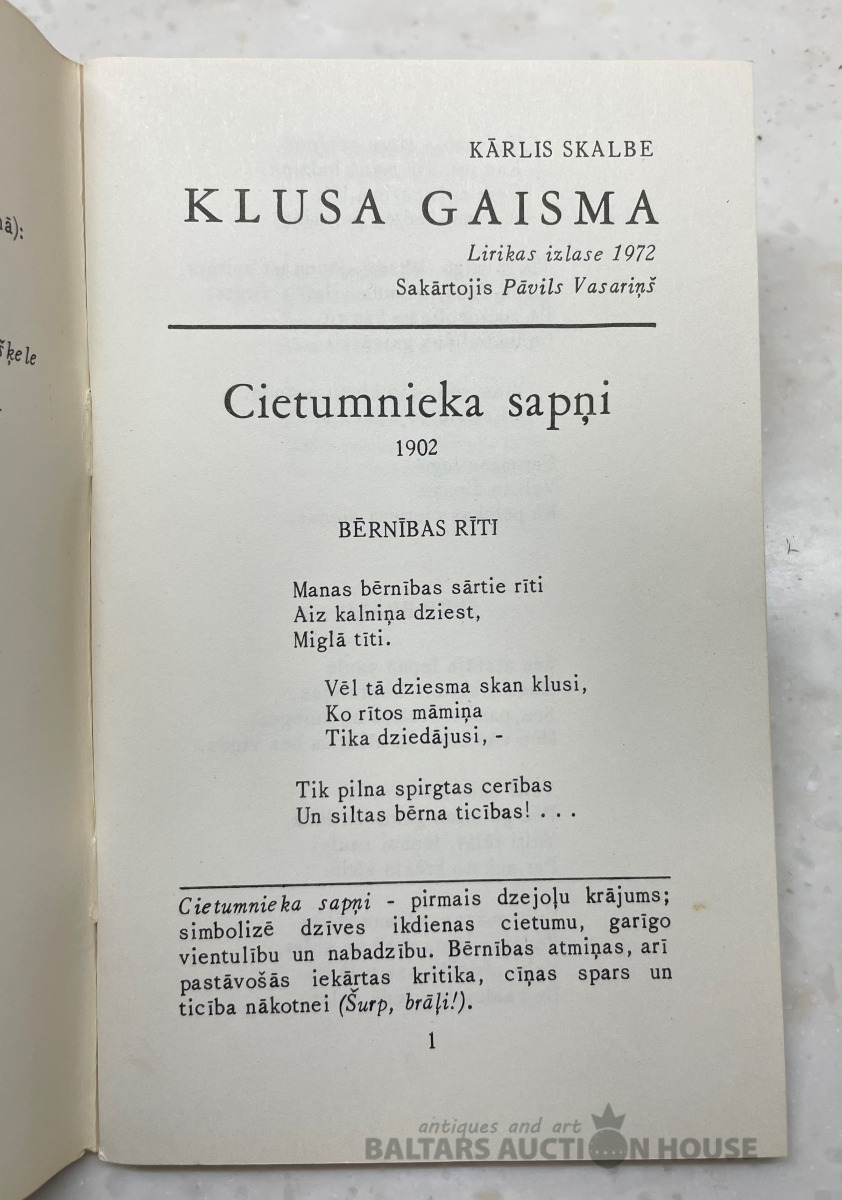 ā):
ķele
KĀRLIS SKALBE
KLUSA GAISMA
Lirikas izlase 1972
Sakārtojis Pāvils Vasariņš
Cietumnieka sapņi
1902
BĒRNĪBAS RĪTI
Manas bērnības sārtie rīti
Aiz kalniņa dziest,
Miglā tīti.
Vēl tā dziesma skan klusi,
Ko rītos māmiņa
Tika dziedājusi, -
Tik pilna spirgtas cerības
Un siltas bērna ticības! . . .
Cietumnieka sapņi - pirmais dzejoļu krājums;
simbolizē dzīves ikdienas cietumu, garīgo
vientulību un nabadzību. Bērnības atmiņas, arī
pastāvošās iekārtas kritika, cīņas spars un
ticība nākotnei (Šurp, brāļi!).
1
antiques and art
BALTARS AUCTION HOUSE